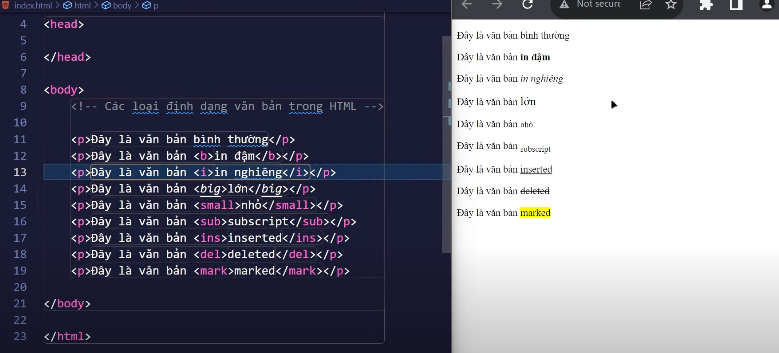 index.html > html > body > p
4 <head>
5
6 </head>
7
8 <body>
9 <!-- Các loại định dạng văn bản trong HTML -->
10
11 <p>Đây là văn bản bình thường</p>
12 <p>Đây là văn bản <b>in đậm</b></p>
13 <p>Đây là văn bản <i>in nghiêng</i></p>
14 <p>Đây là văn bản <big>lớn</big></p>
15 <p>Đây là văn bản <small>nhỏ</small></p>
16 <p>Đây là văn bản <sub>subscript</sub></p>
17 <p>Đây là văn bản <ins>inserted</ins></p>
18 <p>Đây là văn bản <del>deleted</del></p>
19 <p>Đây là văn bản <mark>marked</mark></p>
20
21 </body>
22
23 </html>
Not secure
Đây là văn bản bình thường
Đây là văn bản in đậm
Đây là văn bản in nghiêng
Đây là văn bản lớn
Đây là văn bản nhỏ
Đây là văn bản subscript
Đây là văn bản inserted
Đây là văn bản deleted
Đây là văn bản marked